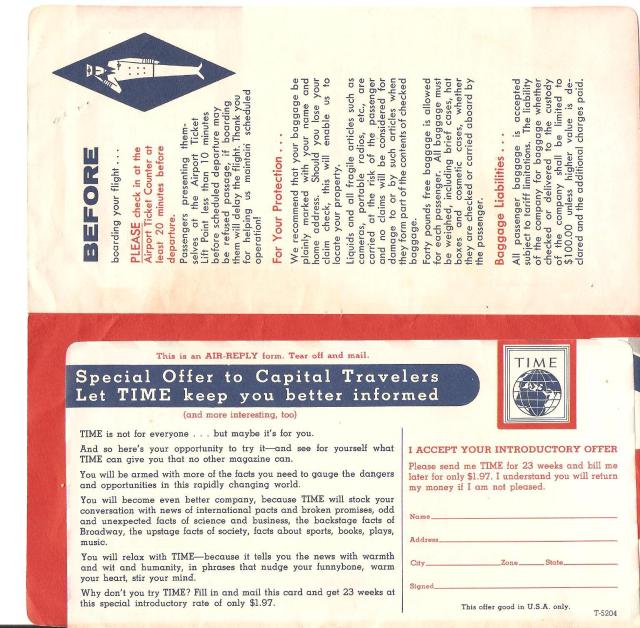 BEFORE
boarding your flight . . .
PLEASE check in at the
Airport Ticket Counter at
least 20 minutes before
departure.
Passengers presenting them-
selves at the Airport Ticket
Lift Point less than 10 minutes
before scheduled departure may
be refused passage, if boarding
them will delay the flight. Thank you
for helping us maintain scheduled
operation!
For Your Protection . . . .
We recommend that your baggage be
plainly marked with your name and
home address. Should you lose your
claim check, this will enable us to
locate your property.
Liquids and all fragile articles such as
cameras, portable radios, etc., are
carried at the risk of the passenger
and no claims will be considered for
damage to or by such articles when
they form part of the contents of checked
baggage.
Forty pounds free baggage is allowed
for each passenger. All baggage must
be weighed, including brief cases, hat
boxes and cosmetic cases, whether
they are checked or carried aboard by
the passenger.
Baggage Liabilities . . . .
All passenger baggage is accepted
subject to tariff limitations. The liability
of the company for baggage whether
checked or delivered to the custody
of the company shall be limited to
$100.00 unless higher value is de-
clared and the additional charges paid.
This is an AIR-REPLY form. Tear off and mail.
Special Offer to Capital Travelers
Let TIME keep you better informed
(and more interesting, too)
TIME
TIME is not for everyone . . . but maybe it's for you.
And so here's your opportunity to try it—and see for yourself what
TIME can give you that no other magazine can.
You will be armed with more of the facts you need to gauge the dangers
and opportunities in this rapidly changing world.
You will become even better company, because TIME will stock your
conversation with news of international pacts and broken promises, odd
and unexpected facts of science and business, the backstage facts of
Broadway, the upstage facts of society, facts about sports, books, plays,
music.
You will relax with TIME—because it tells you the news with warmth
and wit and humanity, in phrases that nudge your funnybone, warm
your heart, stir your mind.
Why don't you try TIME? Fill in and mail this card and get 23 weeks at
this special introductory rate of only $1.97.
I ACCEPT YOUR INTRODUCTORY OFFER
Please send me TIME for 23 weeks and bill me
later for only $1.97. I understand you will return
my money if I am not pleased.
Name
Address
City Zone State
Signed
This offer good in U.S.A. only.
T-5204